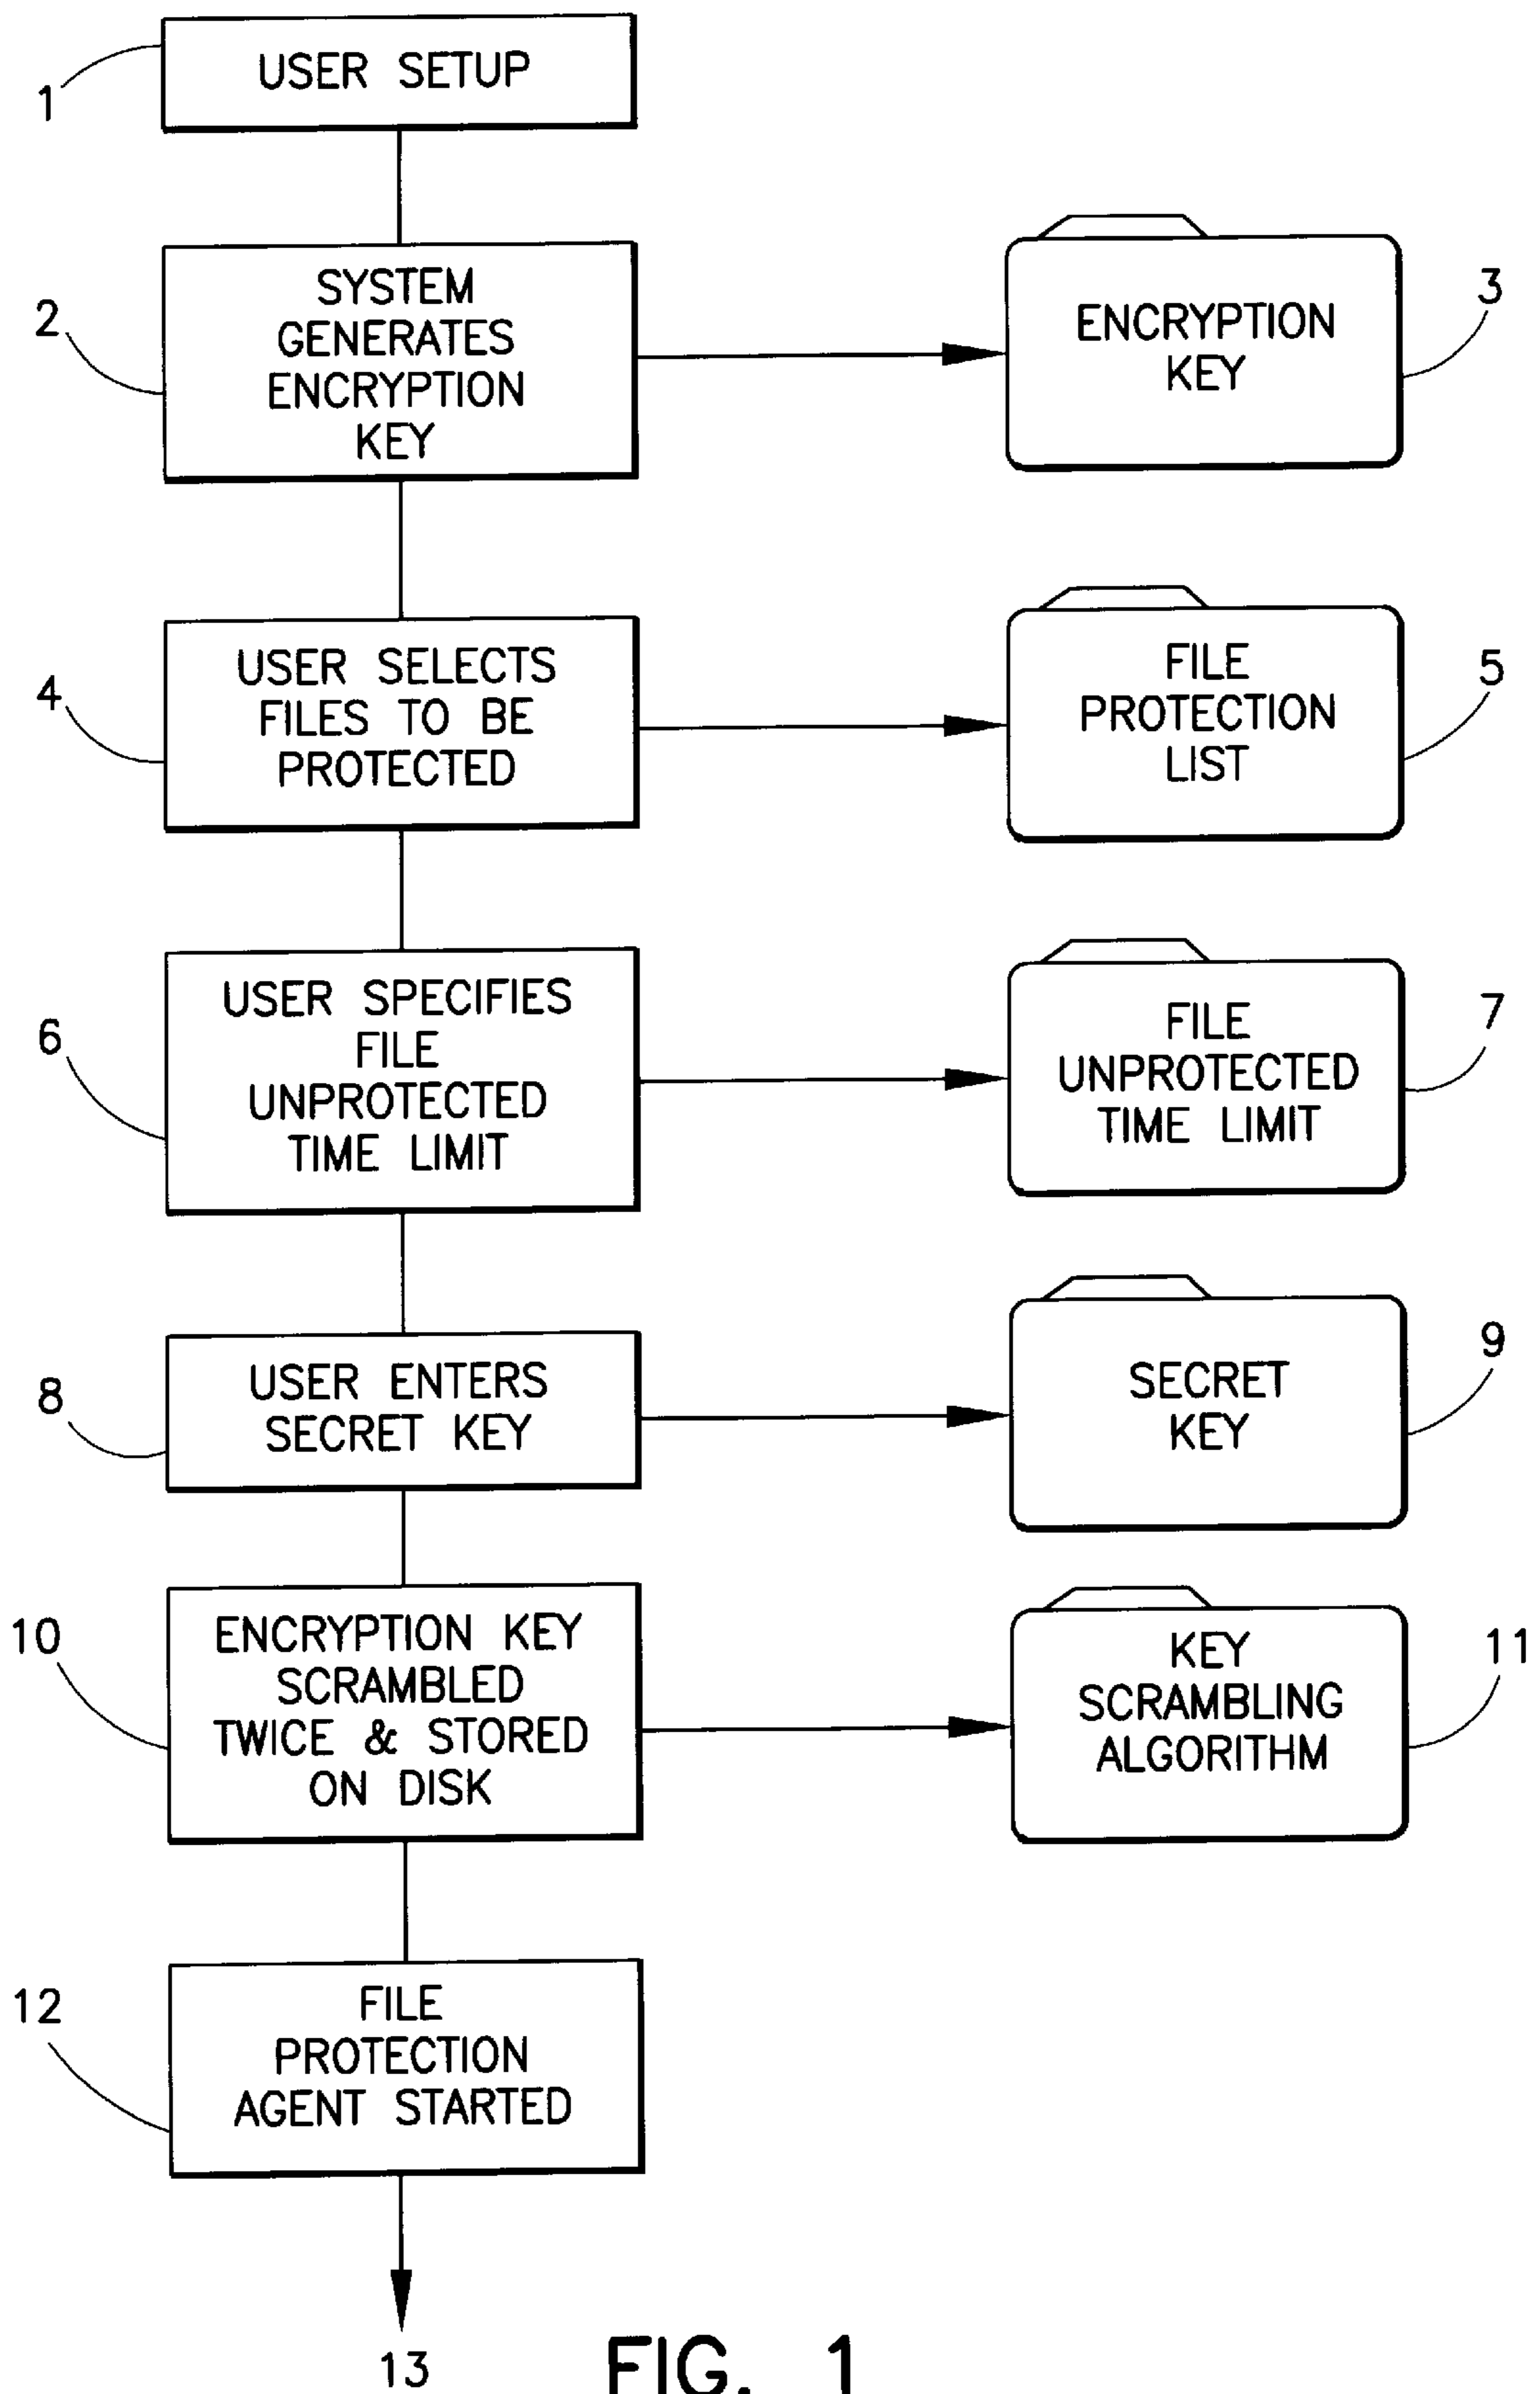 USER SETUP
1
SYSTEM
GENERATES
ENCRYPTION
KEY
2
ENCRYPTION
KEY
3
USER SELECTS
FILES TO BE
PROTECTED
4
FILE
PROTECTION
LIST
5
USER SPECIFIES
FILE
UNPROTECTED
TIME LIMIT
6
FILE
UNPROTECTED
TIME LIMIT
7
USER ENTERS
SECRET KEY
8
SECRET
KEY
9
ENCRYPTION KEY
SCRAMBLED
TWICE & STORED
ON DISK
10
KEY
SCRAMBLING
ALGORITHM
11
FILE
PROTECTION
AGENT STARTED
12
13
FIG. 1